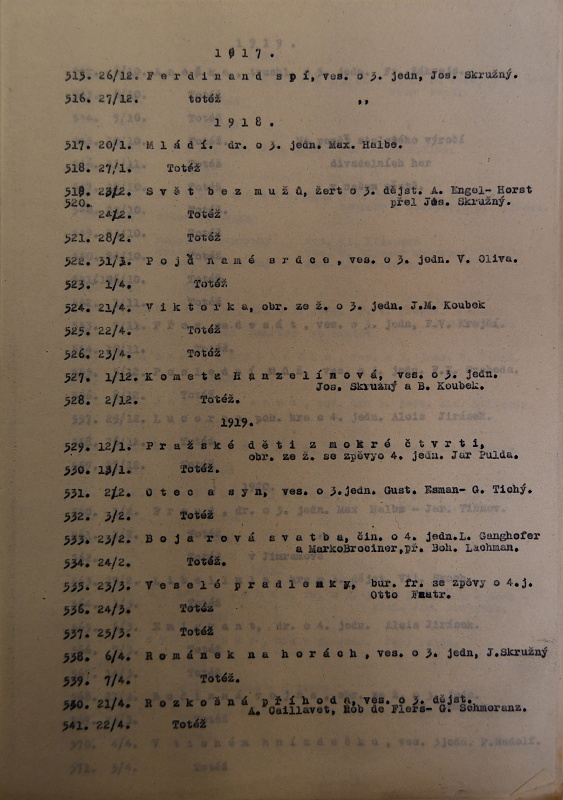 1917.
515. 26/12. Ferdinand spí, ves. o 3. jedn, Jos. Skružný.
516. 27/12. totéž ,,
1918.
517. 20/1. Mládí. dr. o 3. jedn. Max. Halbe.
518. 27/1. Totéž
519. 23/2. Svět bez mužů, žert o 3. dějst. A. Engel- Horst
520. přel Jos. Skružný.
24/2. Totéž
521. 28/2. Totéž
522. 31/3. Pojď na mé srdce, ves. o 3. jedn. V. Oliva.
523. 1/4. Totéž
524. 21/4. Viktorka, obr. ze ž. o 3. jedn. J.M. Koubek
525. 22/4. Totéž
526. 23/4. Totéž
527. 1/12. Kometa Hanzelínová, ves. o 3. jedn.
Jos. Skružný a B. Koubek.
528. 2/12. Totéž.
1919.
529. 12/1. Pražské děti z mokré čtvrti,
obr. ze ž. se zpěvyo 4. jedn. Jar Pulda.
530. 13/1. Totéž.
531. 2/2. Otec a syn, ves. o 3.jedn. Gust. Esman- G. Tichý.
532. 3/2. Totéž
533. 23/2. Bojarová svatba, čin. o 4. jedn.L. Ganghofer
a MarkoBrociner,př. Boh. Lachman.
534. 24/2. Totéž.
535. 23/3. Veselé pradlenky, bur. fr. se zpěvy o 4.j.
Otto
536. 24/3. Totéž
537. 25/3. Totéž
538. 6/4. Románek na horách, ves. o 3. jedn, J.Skružný
539. 7/4. Totéž.
540. 21/4. Rozkošná příhoda, ves. o 3. dějst.
A. Caillavet, Rob de Flers- G. Schmoranz.
541. 22/4. Totéž